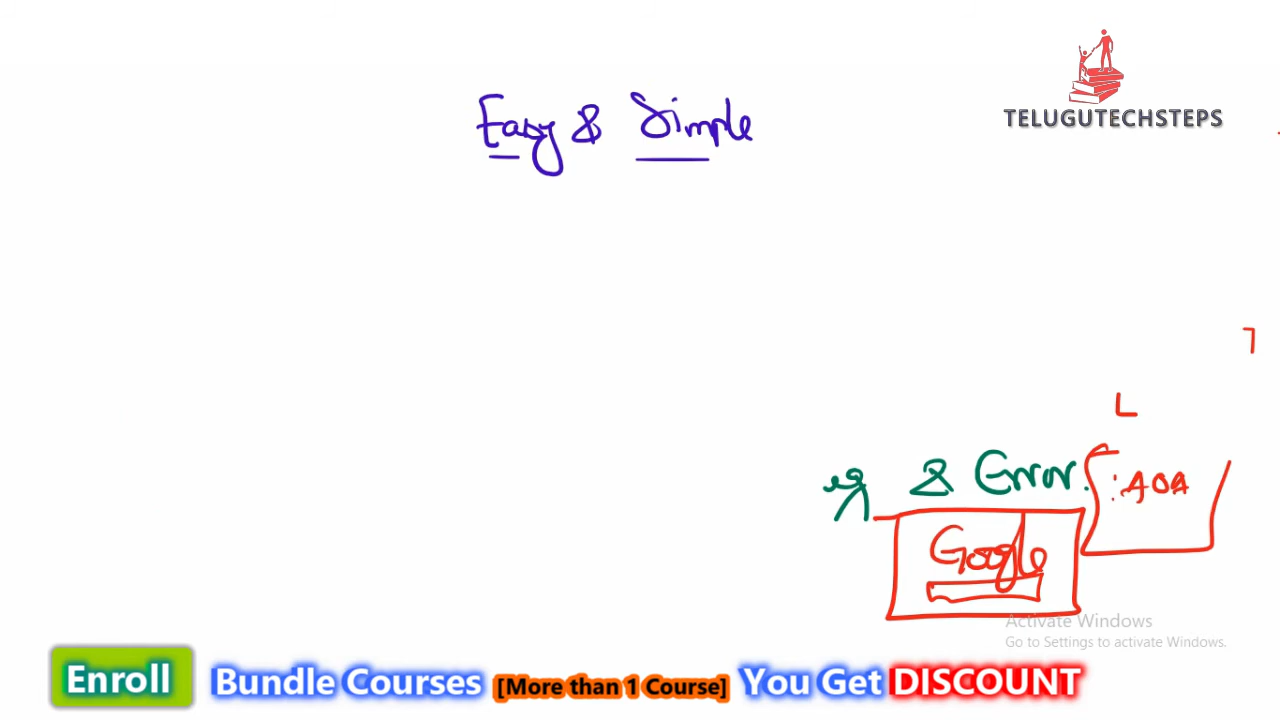 Easy & Simple
TELUGUTECHSTEPS
L
& Error.
Google
Activate Windows
Go to Settings to activate Windows.
Enroll Bundle Courses [More than 1 Course] You Get DISCOUNT